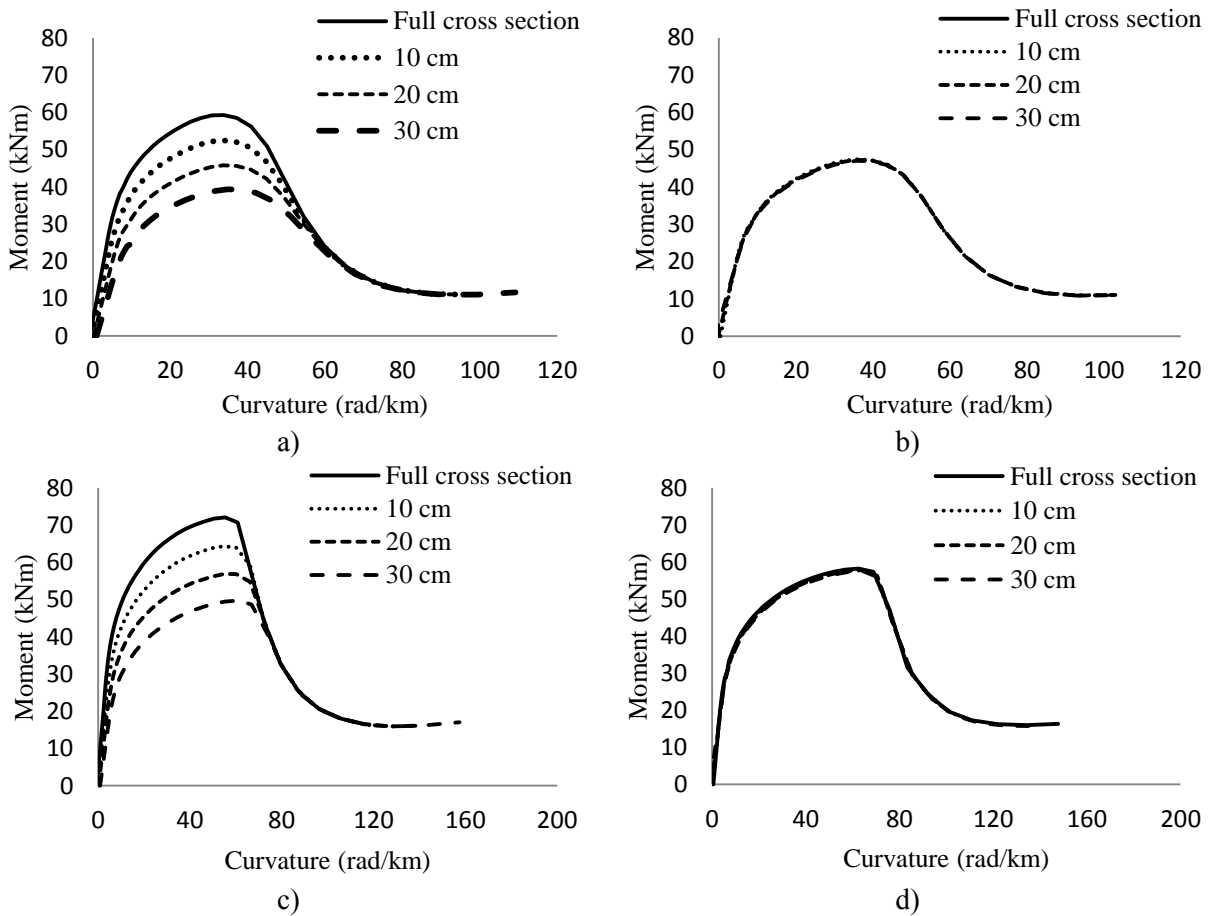 Full cross section
10 cm
20 cm
30 cm
80
70
60
50
40
30
20
10
0
Moment (kNm)
0 20 40 60 80 100 120
Curvature (rad/km)
a)
Full cross section
10 cm
20 cm
30 cm
80
70
60
50
40
30
20
10
0
Moment (kNm)
0 20 40 60 80 100 120
Curvature (rad/km)
b)
Full cross section
10 cm
20 cm
30 cm
80
70
60
50
40
30
20
10
0
Moment (kNm)
0 40 80 120 160 200
Curvature (rad/km)
c)
Full cross section
10 cm
20 cm
30 cm
80
70
60
50
40
30
20
10
0
Moment (kNm)
0 40 80 120 160 200
Curvature (rad/km)
d)